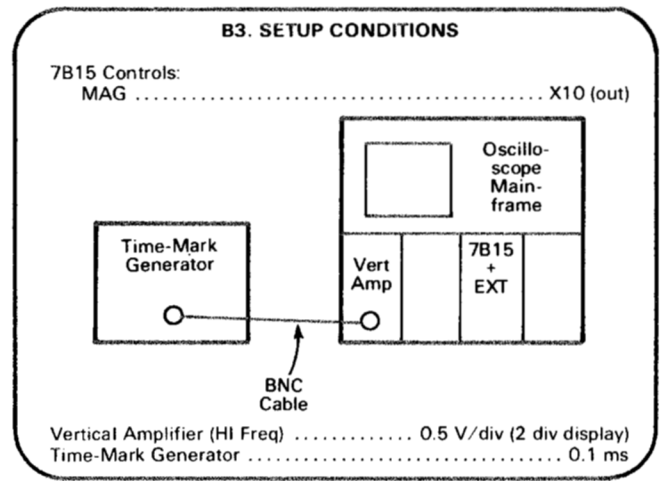 B3. SETUP CONDITIONS
7B15 Controls:
MAG ............................................. X10 (out)
Oscillo-
scope
Main-
frame
Time-Mark
Generator
Vert
Amp
7B15
+
EXT
BNC
Cable
Vertical Amplifier (HI Freq) ............. 0.5 V/div (2 div display)
Time-Mark Generator ................................... 0.1 ms